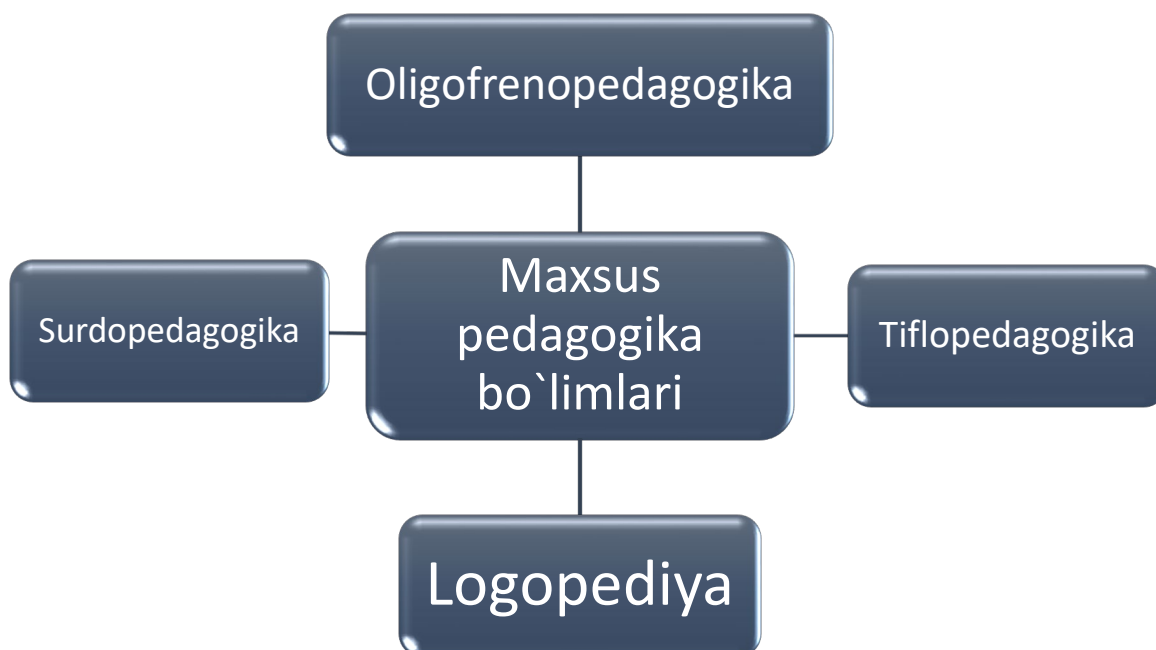 Oligofrenopedagogika
Surdopedagogika
Maxsus
pedagogika
bo`limlari
Tiflopedagogika
Logopediya